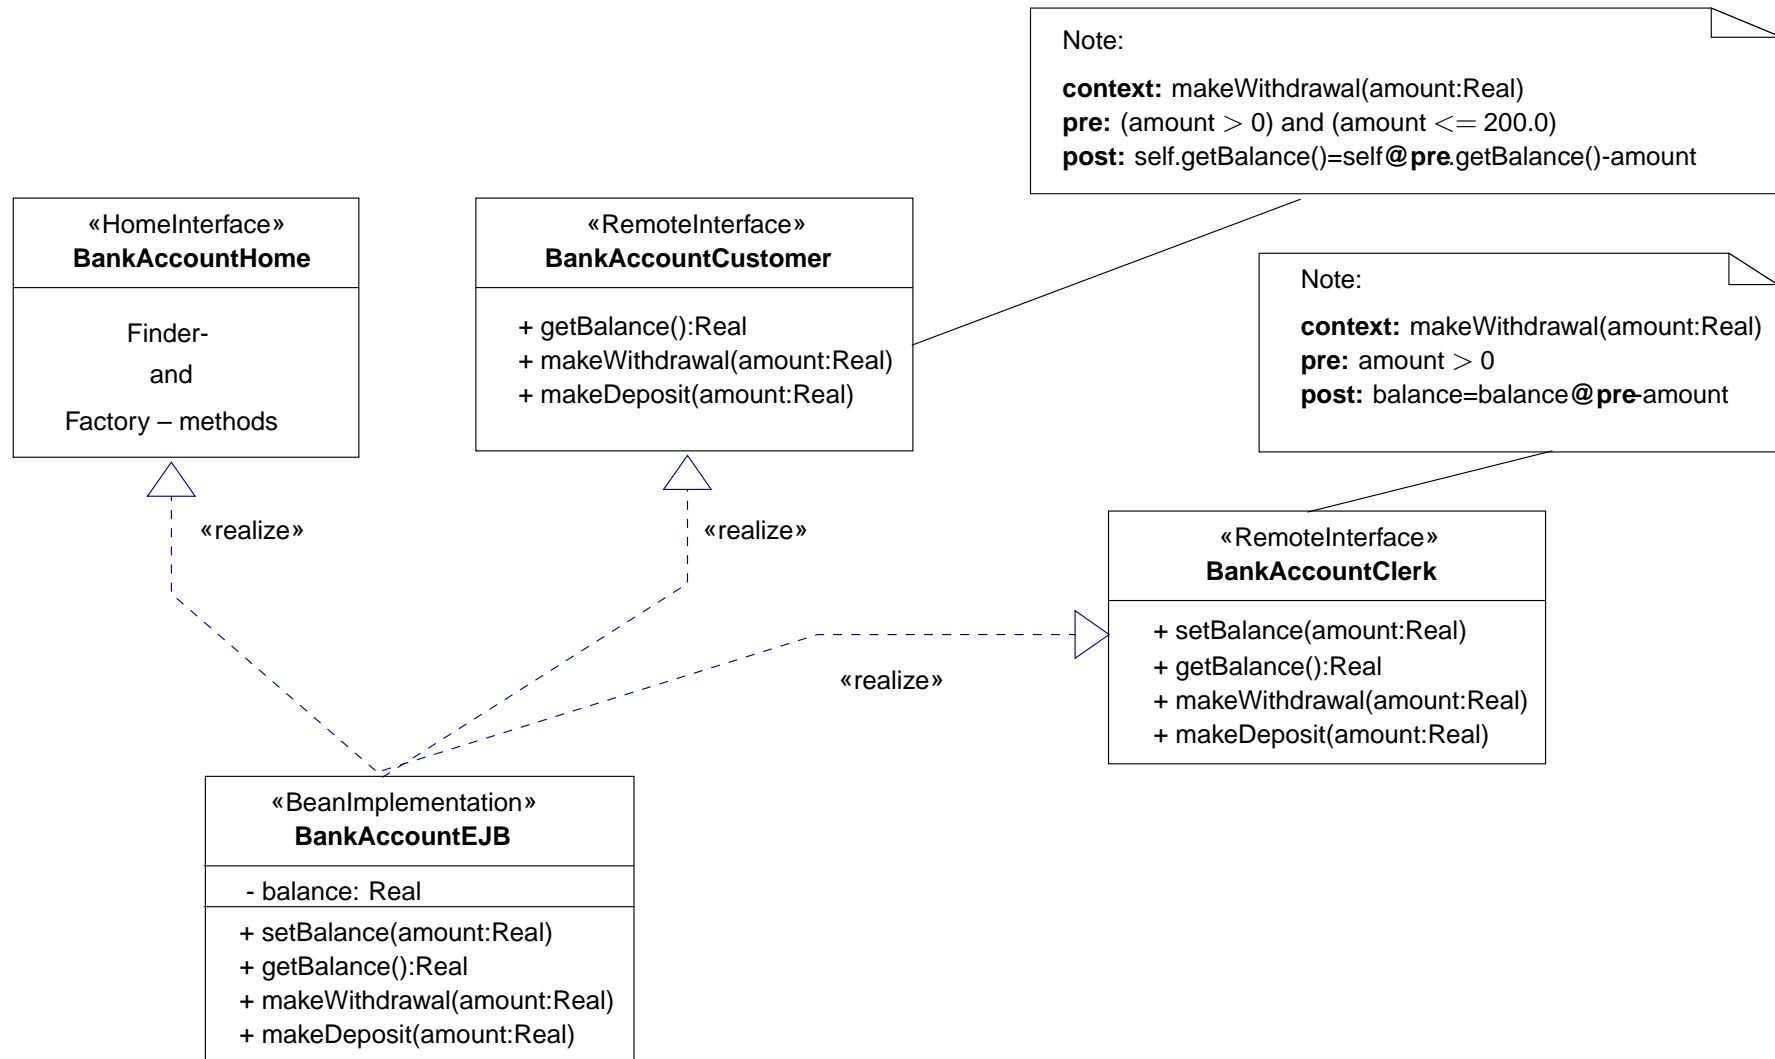 Note:
context: makeWithdrawal(amount:Real)
pre: (amount > 0) and (amount <= 200.0)
post: self.getBalance()=self@pre.getBalance()-amount
«HomeInterface»
BankAccountHome
Finder-
and
Factory – methods
«RemoteInterface»
BankAccountCustomer
+ getBalance():Real
+ makeWithdrawal(amount:Real)
+ makeDeposit(amount:Real)
Note:
context: makeWithdrawal(amount:Real)
pre: amount > 0
post: balance=balance@pre-amount
«realize»
«realize»
«RemoteInterface»
BankAccountClerk
+ setBalance(amount:Real)
+ getBalance():Real
+ makeWithdrawal(amount:Real)
+ makeDeposit(amount:Real)
«realize»
«BeanImplementation»
BankAccountEJB
- balance: Real
+ setBalance(amount:Real)
+ getBalance():Real
+ makeWithdrawal(amount:Real)
+ makeDeposit(amount:Real)